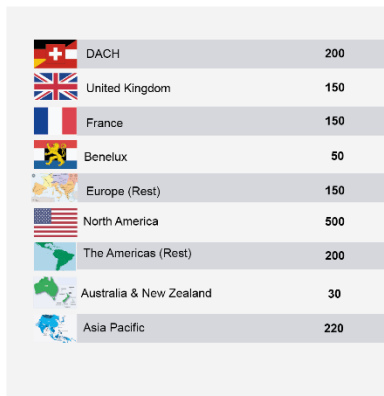 DACH 200
United Kingdom 150
France 150
Benelux 50
Europe (Rest) 150
North America 500
The Americas (Rest) 200
Australia & New Zealand 30
Asia Pacific 220